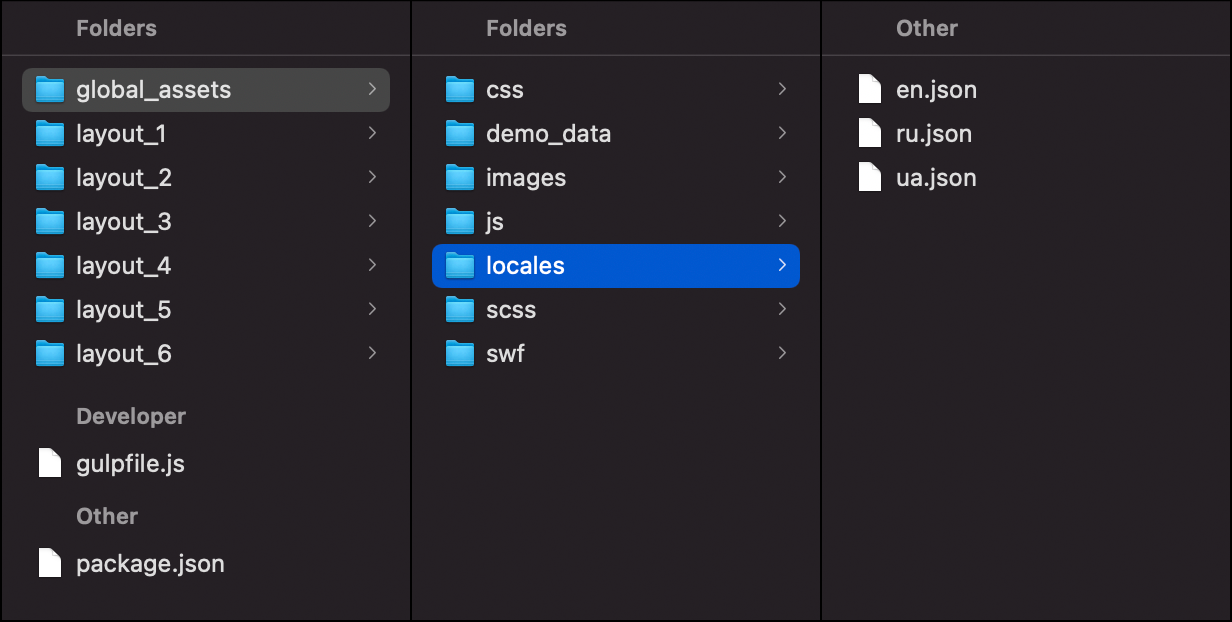 Folders
global_assets
layout_1
layout_2
layout_3
layout_4
layout_5
layout_6
Developer
gulpfile.js
Other
package.json
Folders
css
demo_data
images
js
locales
scss
swf
Other
en.json
ru.json
ua.json